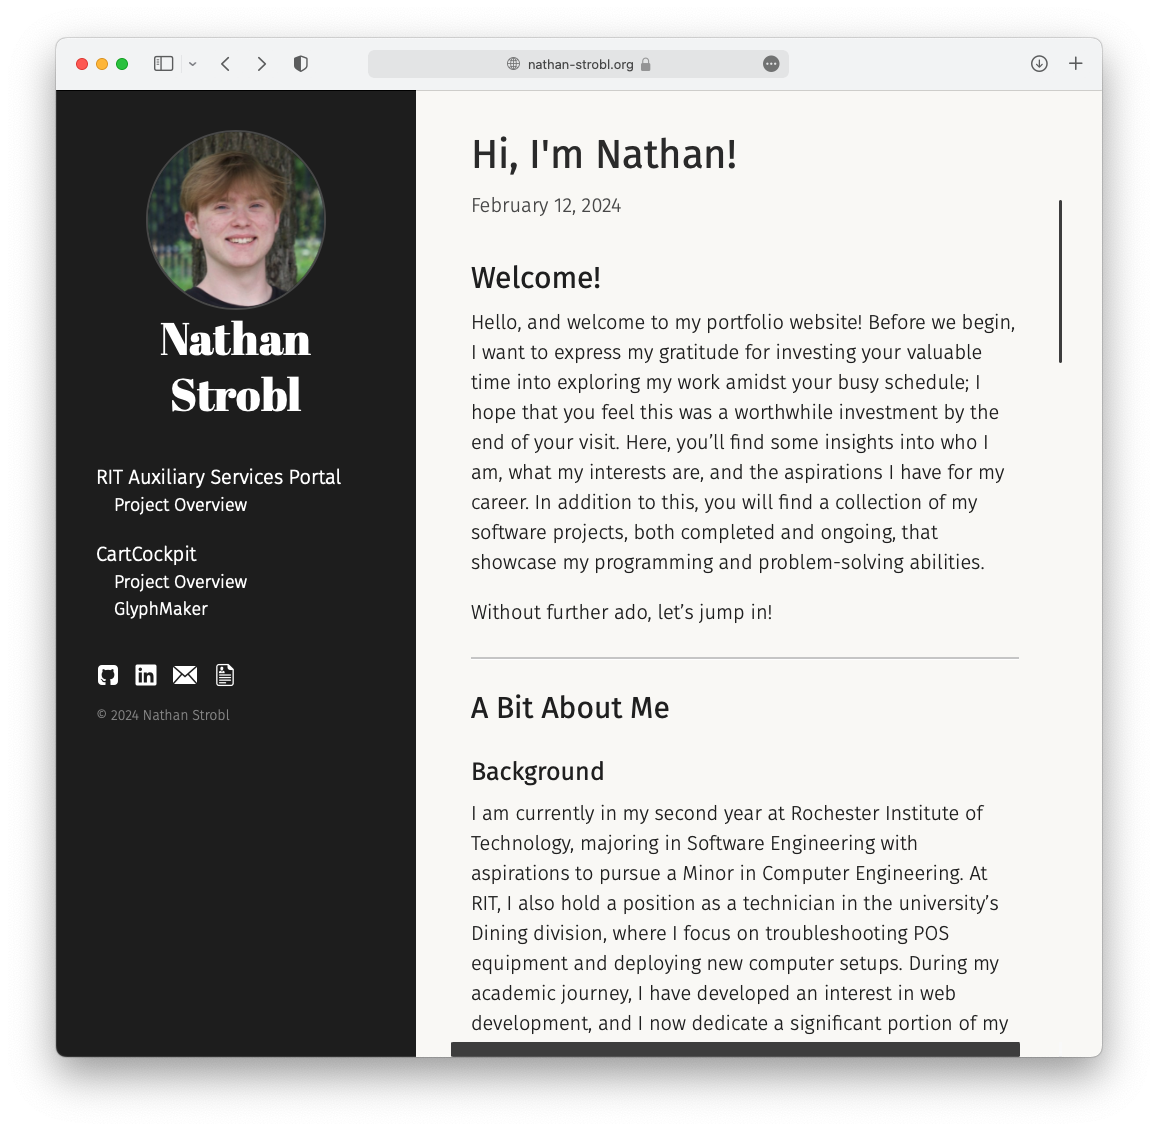 nathan-strobl.org
Nathan
Strobl
RIT Auxiliary Services Portal
Project Overview
CartCockpit
Project Overview
GlyphMaker
in
© 2024 Nathan Strobl
Hi, I'm Nathan!
February 12, 2024
Welcome!
Hello, and welcome to my portfolio website! Before we begin,
I want to express my gratitude for investing your valuable
time into exploring my work amidst your busy schedule; I
hope that you feel this was a worthwhile investment by the
end of your visit. Here, you’ll find some insights into who I
am, what my interests are, and the aspirations I have for my
career. In addition to this, you will find a collection of my
software projects, both completed and ongoing, that
showcase my programming and problem-solving abilities.
Without further ado, let’s jump in!
A Bit About Me
Background
I am currently in my second year at Rochester Institute of
Technology, majoring in Software Engineering with
aspirations to pursue a Minor in Computer Engineering. At
RIT, I also hold a position as a technician in the university’s
Dining division, where I focus on troubleshooting POS
equipment and deploying new computer setups. During my
academic journey, I have developed an interest in web
development, and I now dedicate a significant portion of my